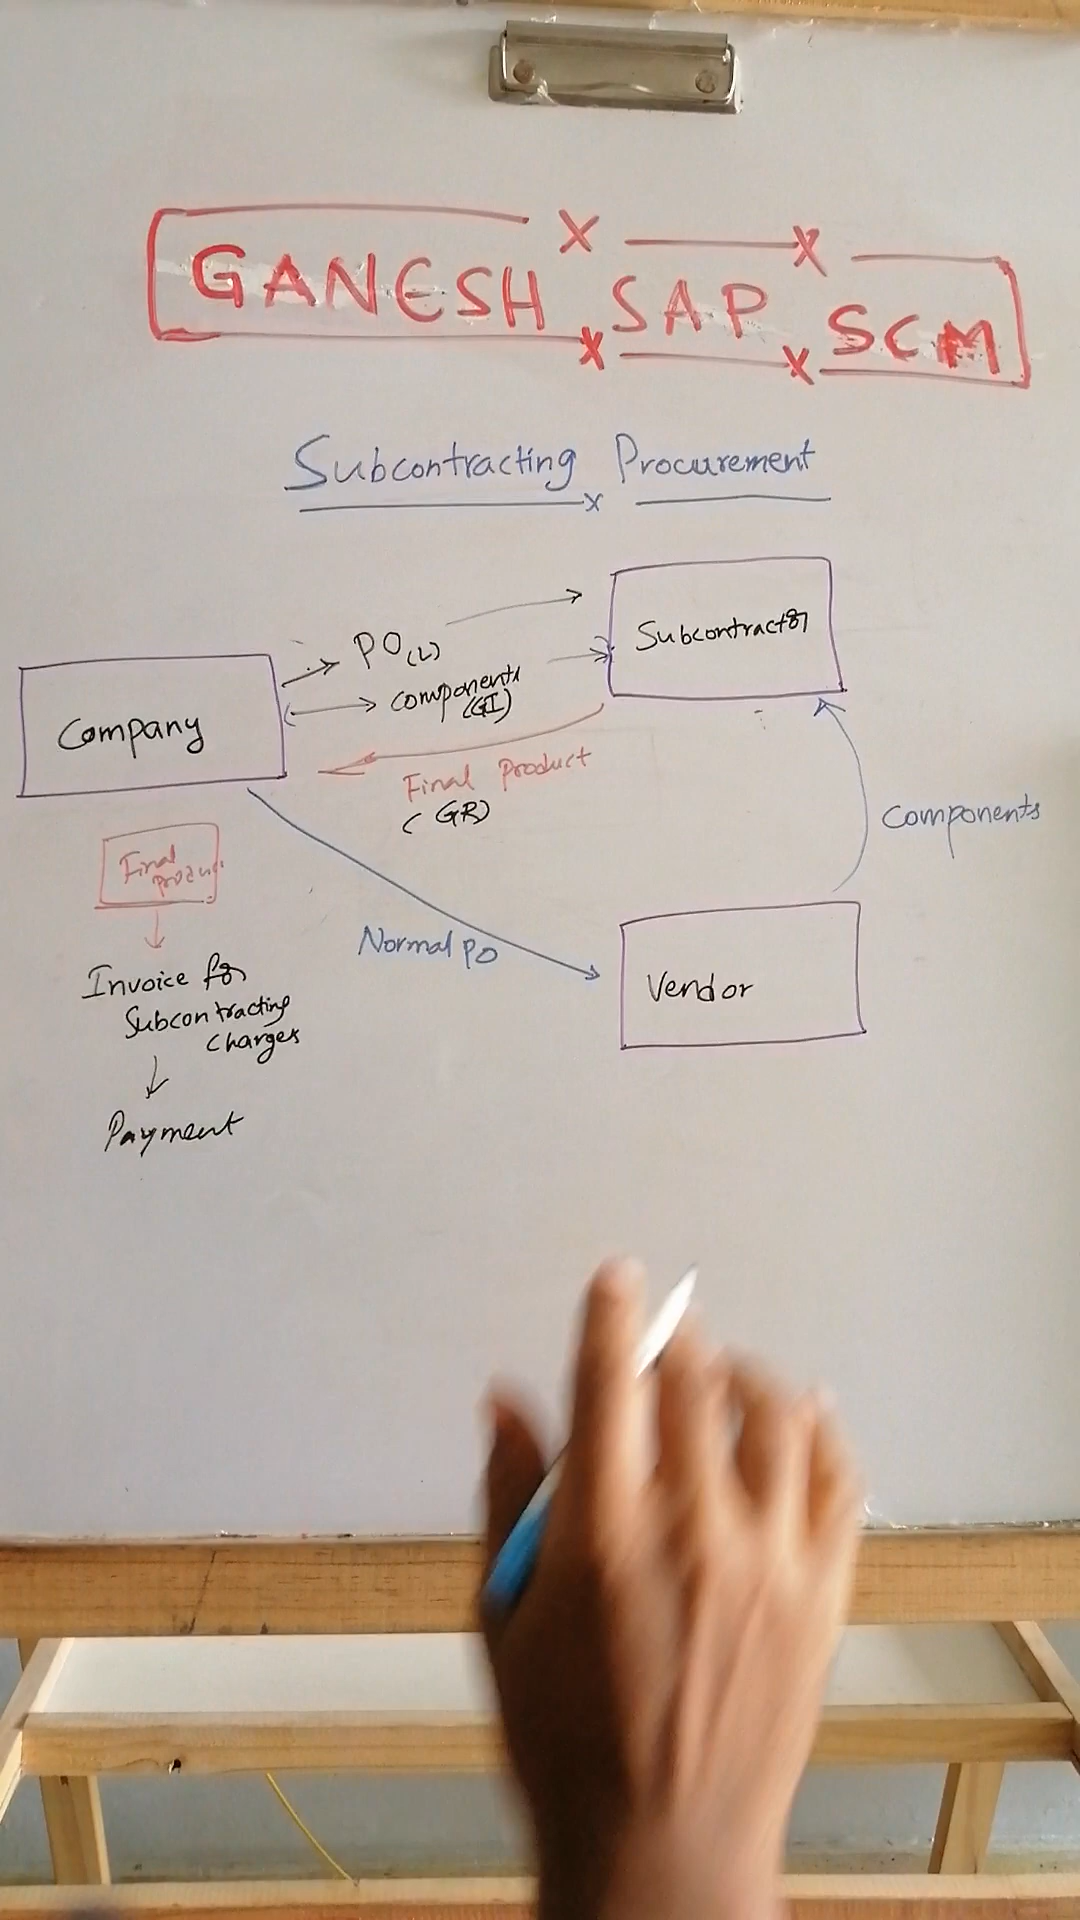 GANESH SAP SCM
Subcontracting Procurement
Subcontractor
PO(L)
components
(GI)
Company
Final Product
(GR)
Components
Final
Product
Normal PO
Vendor
Invoice for
Subcontracting
charges
Payment